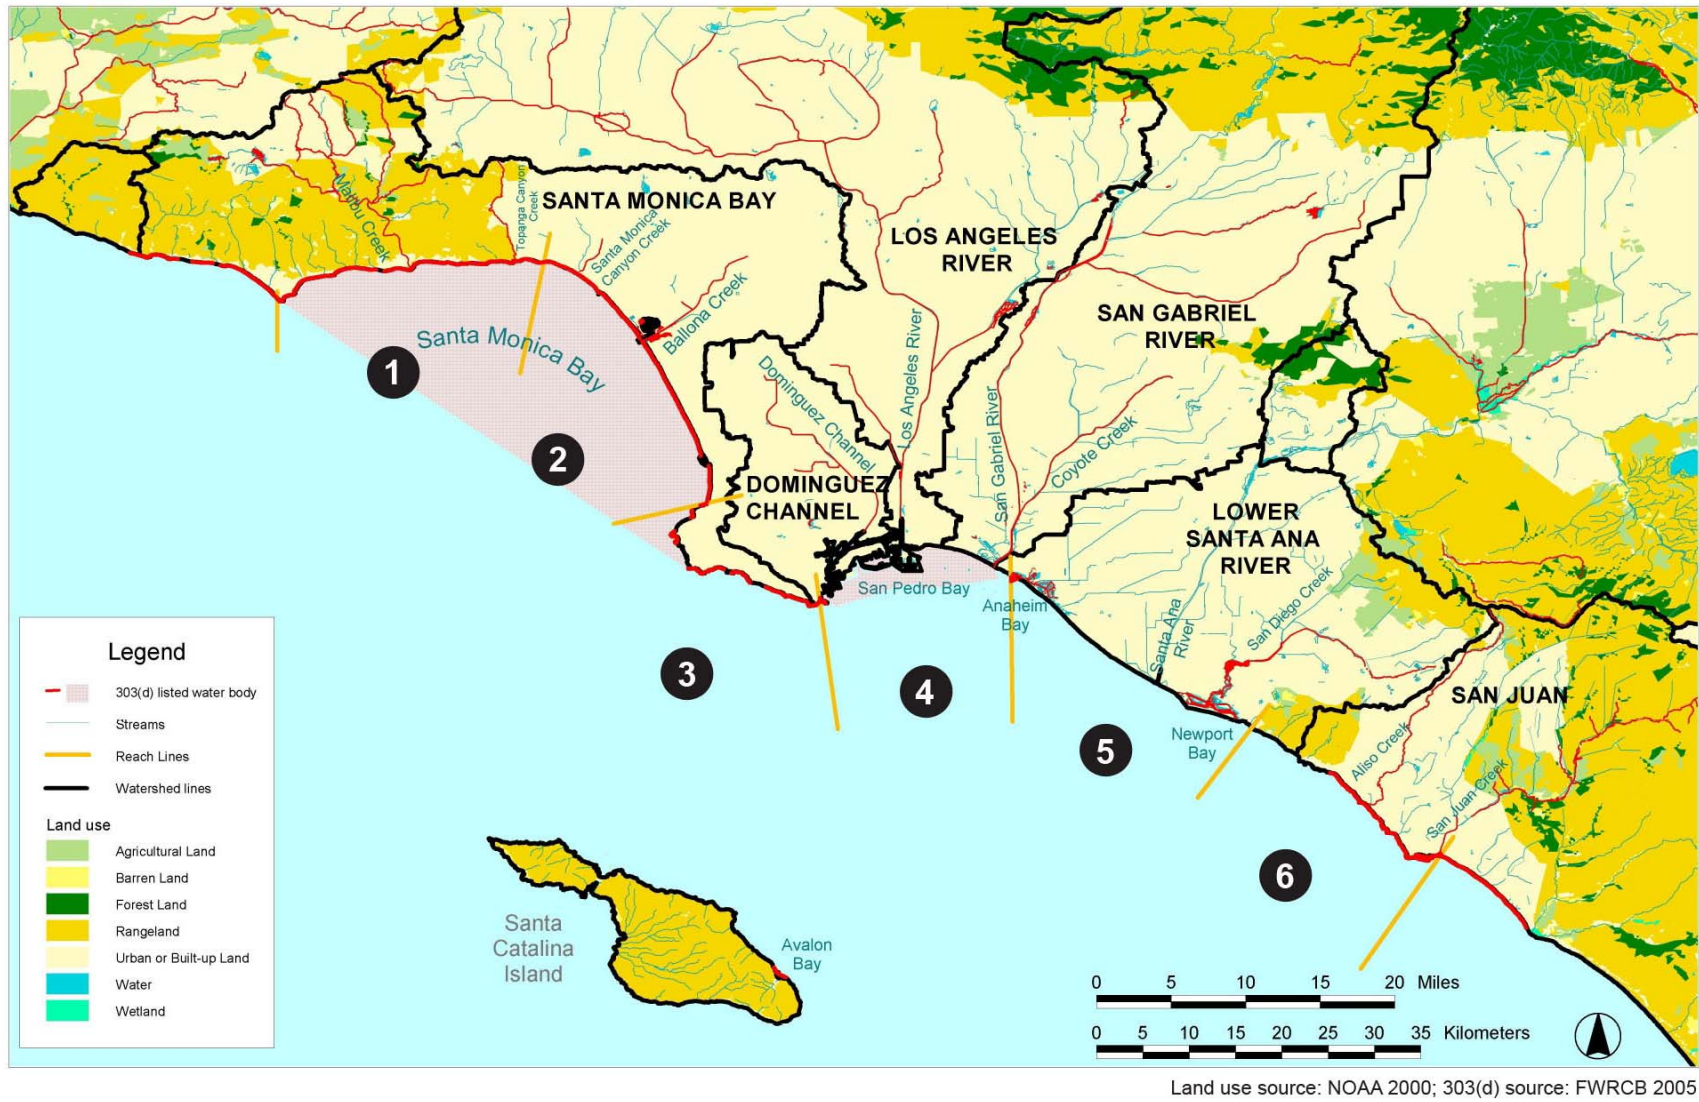 Malibu Creek
Topanga Canyon
Creek
SANTA MONICA BAY
Santa Monica
Canyon Creek
Ballona Creek
LOS ANGELES
RIVER
SAN GABRIEL
RIVER
Santa Monica Bay
1
2
Dominguez Channel
Los Angeles River
San Gabriel River
Coyote Creek
DOMINGUEZ
CHANNEL
LOWER
SANTA ANA
RIVER
San Pedro Bay
Anaheim
Bay
Santa Ana
River
San Diego Creek
3
4
5
6
SAN JUAN
Newport
Bay
Aliso Creek
San Juan Creek
Legend
303(d) listed water body
Streams
Reach Lines
Watershed lines
Land use
Agricultural Land
Barren Land
Forest Land
Rangeland
Urban or Built-up Land
Water
Wetland
Santa
Catalina
Island
Avalon
Bay
0 5 10 15 20 Miles
0 5 10 15 20 25 30 35 Kilometers
Land use source: NOAA 2000; 303(d) source: FWRCB 2005